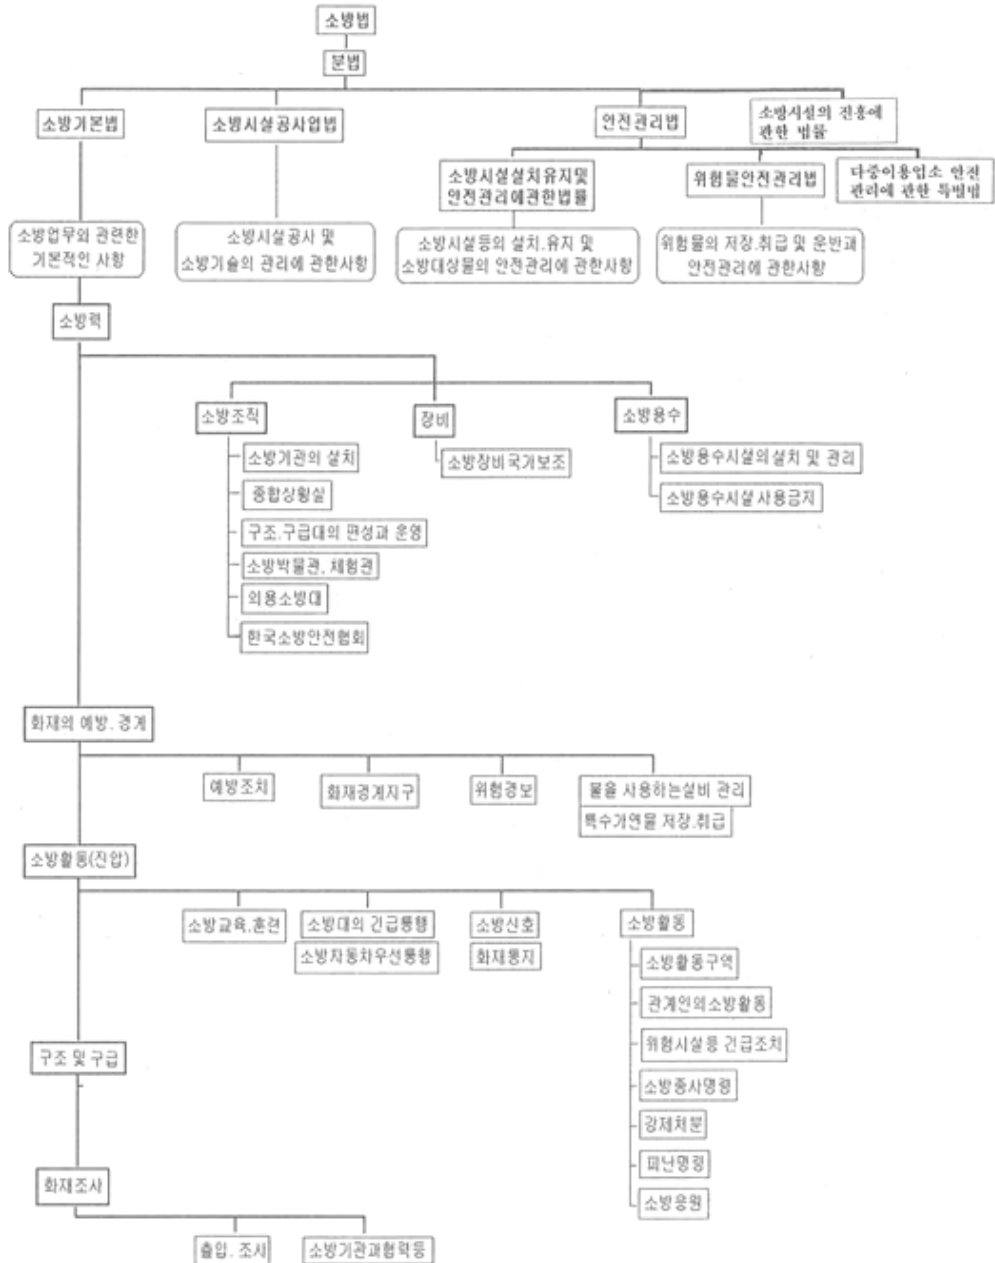 소방법
분법
소방기본법
소방시설공사업법
안전관리법
소방시설의 진흥에
관한 법률
소방시설설치유지및
안전관리에관한법률
위험물안전관리법
다중이용업소 안전
관리에 관한 특별법
소방업무와 관련한
기본적인 사항
소방시설공사 및
소방기술의 관리에 관한사항
소방시설등의 설치.유지 및
소방대상물의 안전관리에 관한사항
위험물의 저장.취급 및 운반과
안전관리에 관한사항
소방력
소방조직
장비
소방용수
소방기관의 설치
소방장비국가보조
소방용수시설의설치 및 관리
종합상황실
소방용수시설사용금지
구조.구급대의 편성과 운영
소방박물관, 체험관
의용소방대
한국소방안전협회
화재의 예방. 경계
예방조치
화재경계지구
위험경보
불을 사용하는설비 관리
특수가연물 저장.취급
소방활동(진압)
소방교육.훈련
소방대의 긴급통행
소방신호
소방활동
소방자동차우선통행
화재통지
소방활동구역
관계인의소방활동
위험시설등 긴급조치
구조 및 구급
소방종사명령
강제처분
피난명령
화재조사
소방응원
출입. 조사
소방기관과협력등